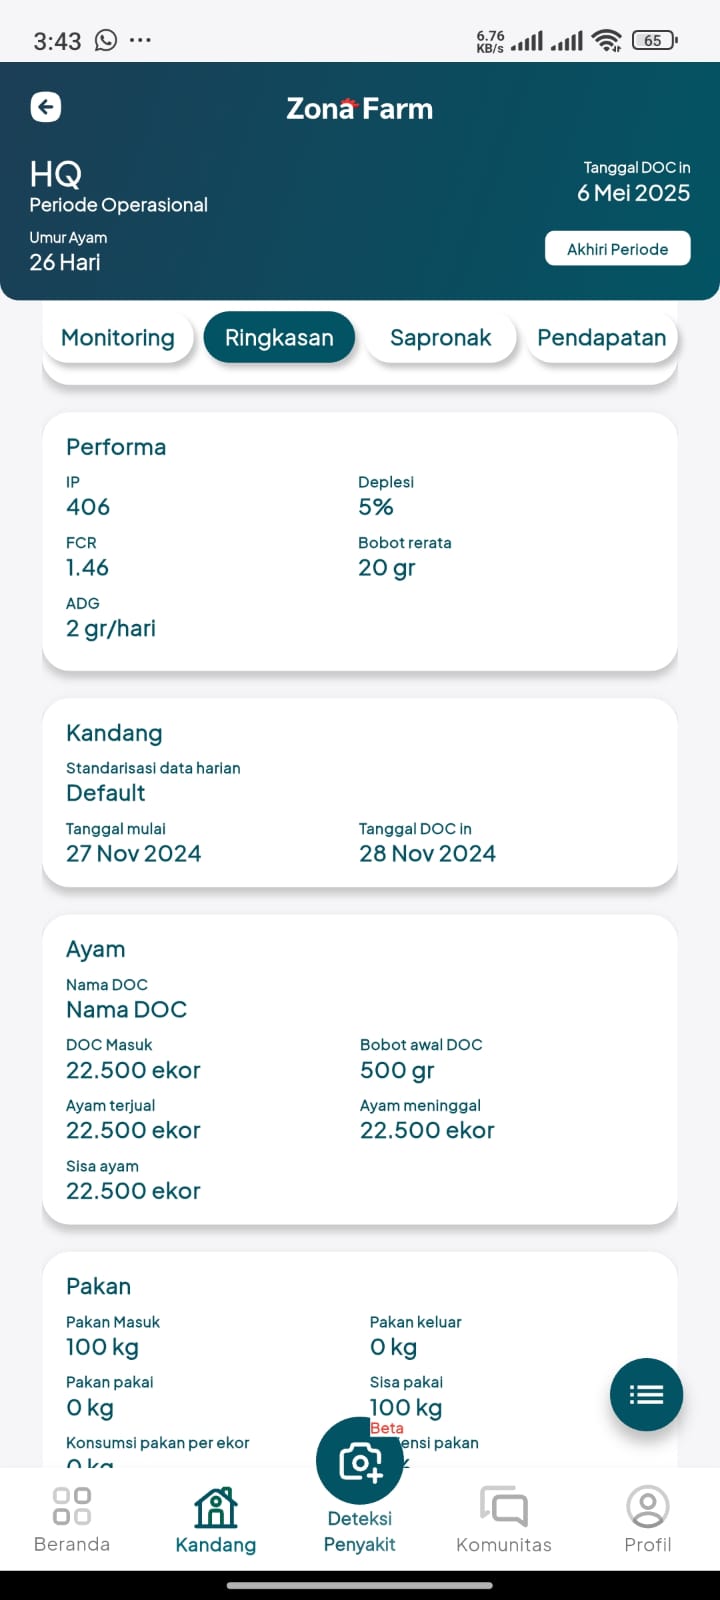 3:43
6.76 KB/s
65
Zona Farm
HQ
Periode Operasional
Tanggal DOC in
6 Mei 2025
Umur Ayam
26 Hari
Akhiri Periode
Monitoring Ringkasan Sapronak Pendapatan
Performa
IP Deplesi
406 5%
FCR Bobot rerata
1.46 20 gr
ADG
2 gr/hari
Kandang
Standarisasi data harian
Default
Tanggal mulai Tanggal DOC in
27 Nov 2024 28 Nov 2024
Ayam
Nama DOC
Nama DOC
DOC Masuk Bobot awal DOC
22.500 ekor 500 gr
Ayam terjual Ayam meninggal
22.500 ekor 22.500 ekor
Sisa ayam
22.500 ekor
Pakan
Pakan Masuk Pakan keluar
100 kg 0 kg
Pakan pakai Sisa pakai
0 kg 100 kg
Beta
Konsumsi pakan per ekor ensi pakan
0 kg
Beranda Kandang Deteksi Penyakit Komunitas Profil